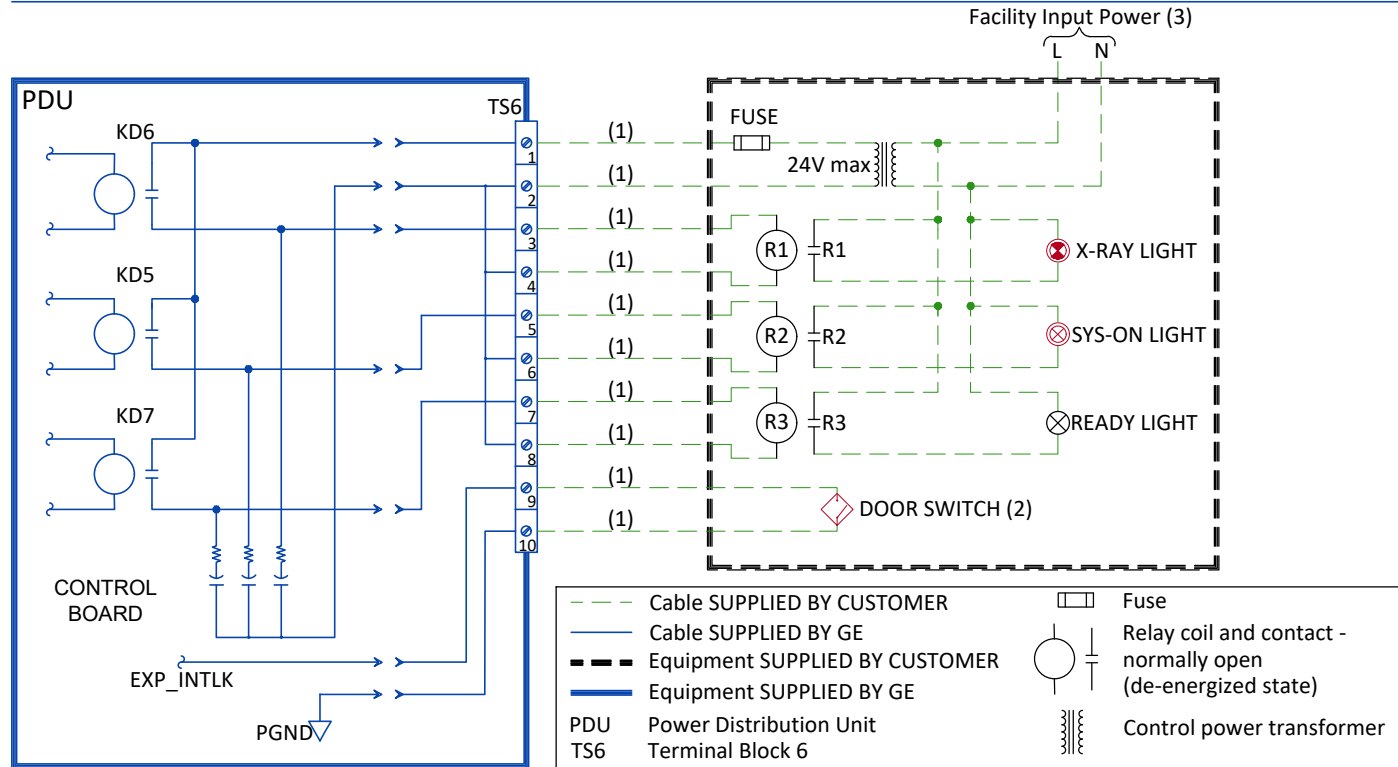 Facility Input Power (3)
L N
PDU
TS6
KD6
KD5
KD7
CONTROL
BOARD
EXP_INTLK
PGND
1
2
3
4
5
6
7
8
9
10
(1)
(1)
(1)
(1)
(1)
(1)
(1)
(1)
(1)
(1)
FUSE
24V max
R1 R1 X-RAY LIGHT
R2 R2 SYS-ON LIGHT
R3 R3 READY LIGHT
DOOR SWITCH (2)
Cable SUPPLIED BY CUSTOMER
Cable SUPPLIED BY GE
Equipment SUPPLIED BY CUSTOMER
Equipment SUPPLIED BY GE
PDU Power Distribution Unit
TS6 Terminal Block 6
Fuse
Relay coil and contact -
normally open
(de-energized state)
Control power transformer